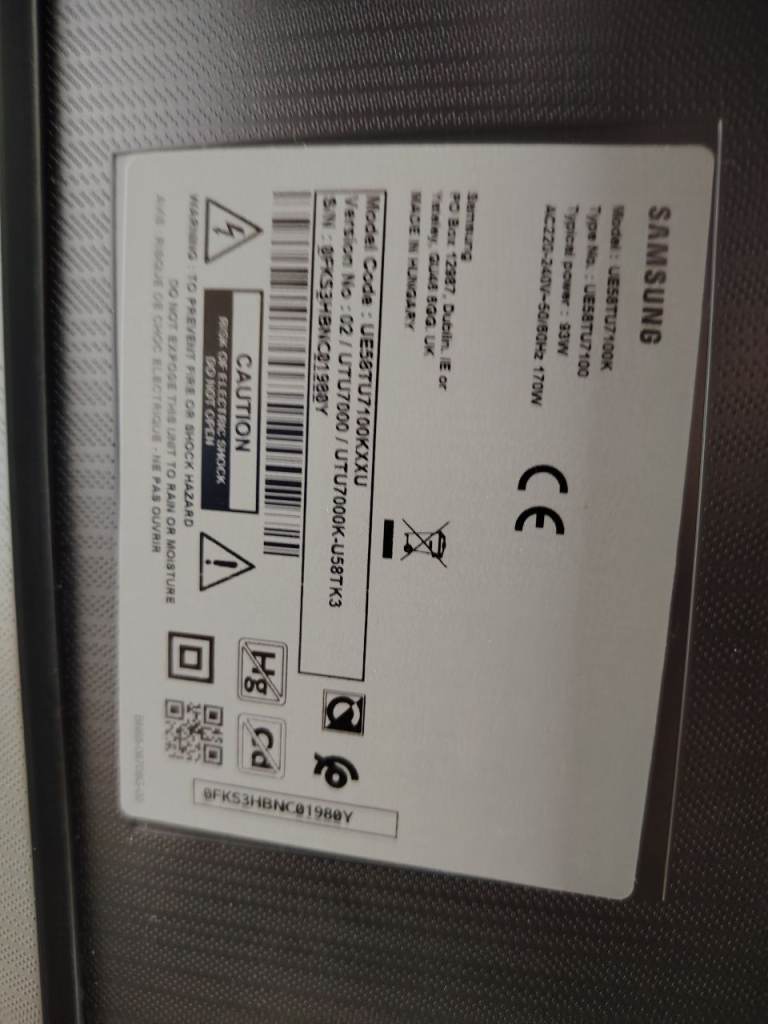 SAMSUNG
Model : UE58TU7100K
Type No. : UE58TU7100
Typical power : 93W
AC220-240V~50/60Hz 170W
Samsung
PO Box 12987, Dublin. IE or
Yateley, GU46 6GG. UK
MADE IN HUNGARY
Model Code : UE58TU7100KXXU
Version No : 02 / UTU7000 / UTU7000K-U58TK3
S/N : 0FKS3HBNC01980Y
CAUTION
RISK OF ELECTRIC SHOCK
DO NOT OPEN
WARNING : TO PREVENT FIRE OR SHOCK HAZARD
DO NOT EXPOSE THIS UNIT TO RAIN OR MOISTURE
AVIS : RISQUE DE CHOC ELECTRIQUE - NE PAS OUVRIR
CE
Hg
Cd
0FKS3HBNC01980Y